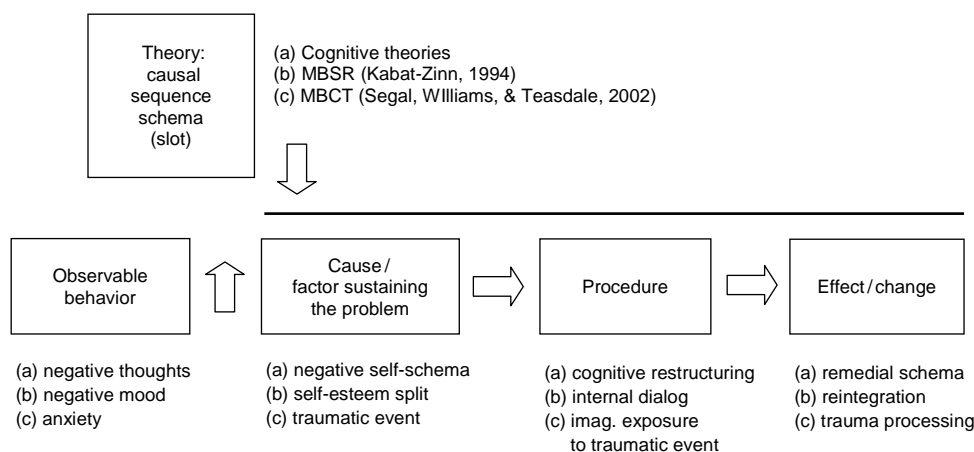 Theory:
causal
sequence
schema
(slot)
(a) Cognitive theories
(b) MBSR (Kabat-Zinn, 1994)
(c) MBCT (Segal, WIlliams, & Teasdale, 2002)
Observable
behavior
Cause/
factor sustaining
the problem
Procedure
Effect/change
(a) negative thoughts
(b) negative mood
(c) anxiety
(a) negative self-schema
(b) self-esteem split
(c) traumatic event
(a) cognitive restructuring
(b) internal dialog
(c) imag. exposure
to traumatic event
(a) remedial schema
(b) reintegration
(c) trauma processing